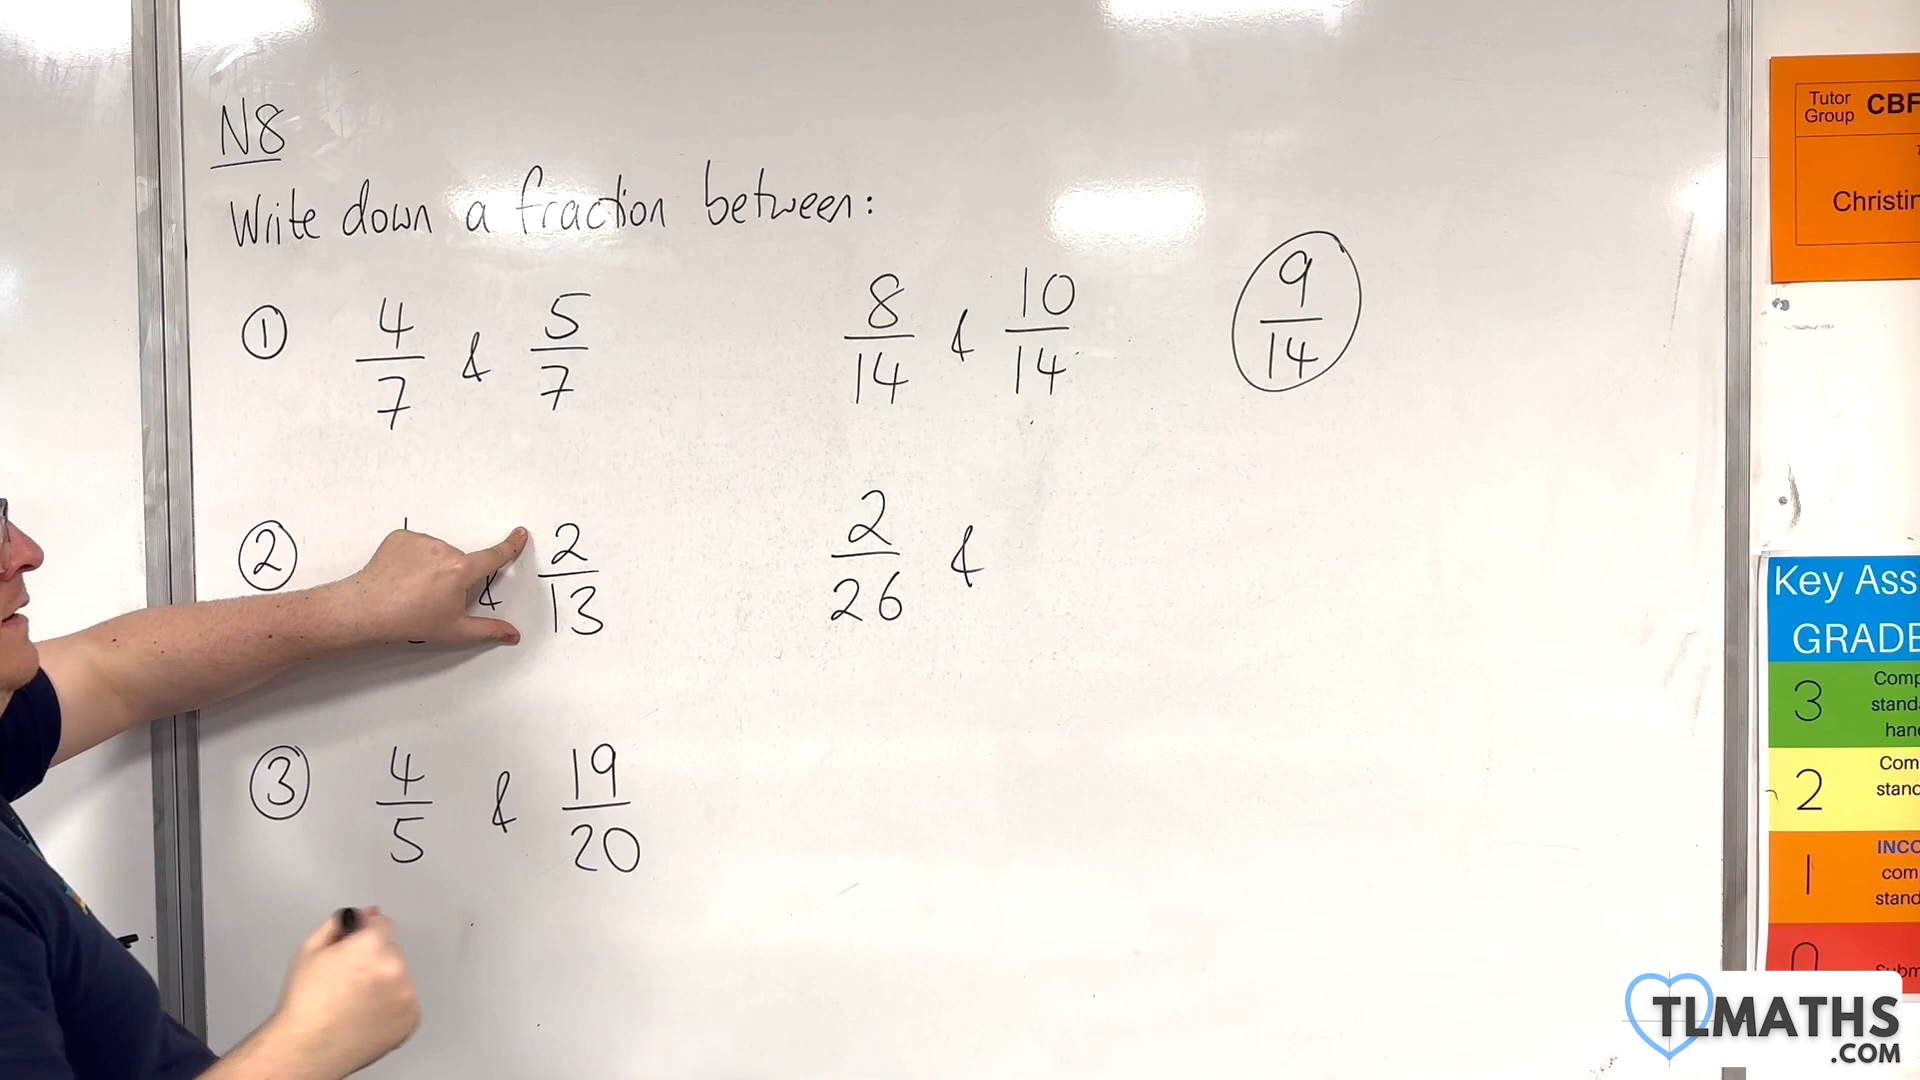 N8
Write down a fraction between:
① 4/7 & 5/7 8/14 & 10/14 9/14
② & 2/13 2/26 &
③ 4/5 & 19/20
Tutor Group CBF
Christin
Key Ass
GRADE
3 Comp
stand
han
2 Com
stand
1 INCO
com
stand
0 Subm
TLMATHS
.COM